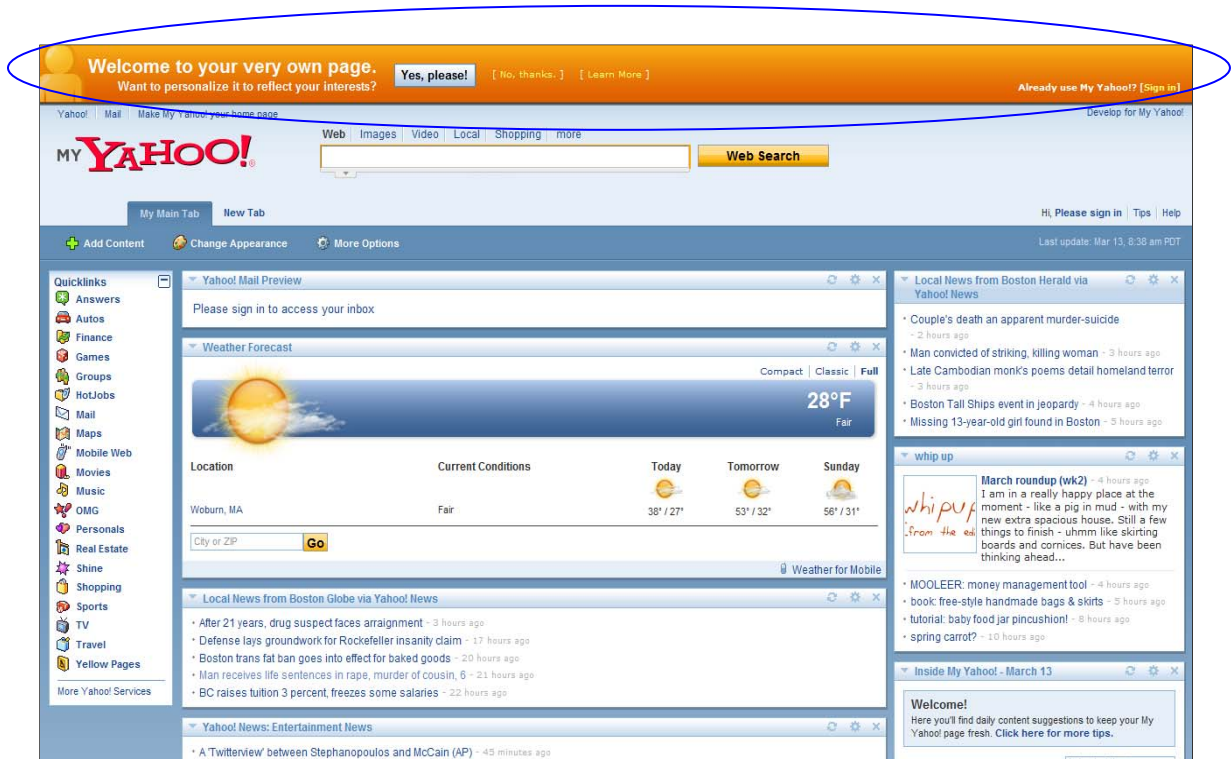 Welcome to your very own page.
Want to personalize it to reflect your interests?
Yes, please!
[ No, thanks. ] [ Learn More ]
Already use My Yahoo!? [Sign in]
Yahoo! Mail Make My Yahoo! your home page
Develop for My Yahoo!
MY YAHOO!
Web Images Video Local Shopping more
Web Search
My Main Tab New Tab
Hi, Please sign in Tips Help
Add Content Change Appearance More Options
Last update: Mar 13, 8:38 am PDT
Quicklinks
Answers
Autos
Finance
Games
Groups
HotJobs
Mail
Maps
Mobile Web
Movies
Music
OMG
Personals
Real Estate
Shine
Shopping
Sports
TV
Travel
Yellow Pages
More Yahoo! Services
Yahoo! Mail Preview
Please sign in to access your inbox
Weather Forecast
Compact Classic Full
28°F
Fair
Location Current Conditions Today Tomorrow Sunday
Woburn, MA Fair 38° / 27° 53° / 32° 56° / 31°
City or ZIP Go
Weather for Mobile
Local News from Boston Globe via Yahoo! News
• After 21 years, drug suspect faces arraignment - 3 hours ago
• Defense lays groundwork for Rockefeller insanity claim - 17 hours ago
• Boston trans fat ban goes into effect for baked goods - 20 hours ago
• Man receives life sentences in rape, murder of cousin, 6 - 21 hours ago
• BC raises tuition 3 percent, freezes some salaries - 22 hours ago
Yahoo! News: Entertainment News
• A 'Twitterview' between Stephanopoulos and McCain (AP) - 45 minutes ago
Local News from Boston Herald via
Yahoo! News
• Couple's death an apparent murder-suicide
- 2 hours ago
• Man convicted of striking, killing woman - 3 hours ago
• Late Cambodian monk's poems detail homeland terror
- 3 hours ago
• Boston Tall Ships event in jeopardy - 4 hours ago
• Missing 13-year-old girl found in Boston - 5 hours ago
whip up
whipup
from the edi
March roundup (wk2) - 4 hours ago
I am in a really happy place at the
moment - like a pig in mud - with my
new extra spacious house. Still a few
things to finish - uhmm like skirting
boards and cornices. But have been
thinking ahead...
• MOOLEER: money management tool - 4 hours ago
• book: free-style handmade bags & skirts - 5 hours ago
• tutorial: baby food jar pincushion! - 8 hours ago
• spring carrot? - 10 hours ago
Inside My Yahoo! - March 13
Welcome!
Here you'll find daily content suggestions to keep your My
Yahoo! page fresh. Click here for more tips.